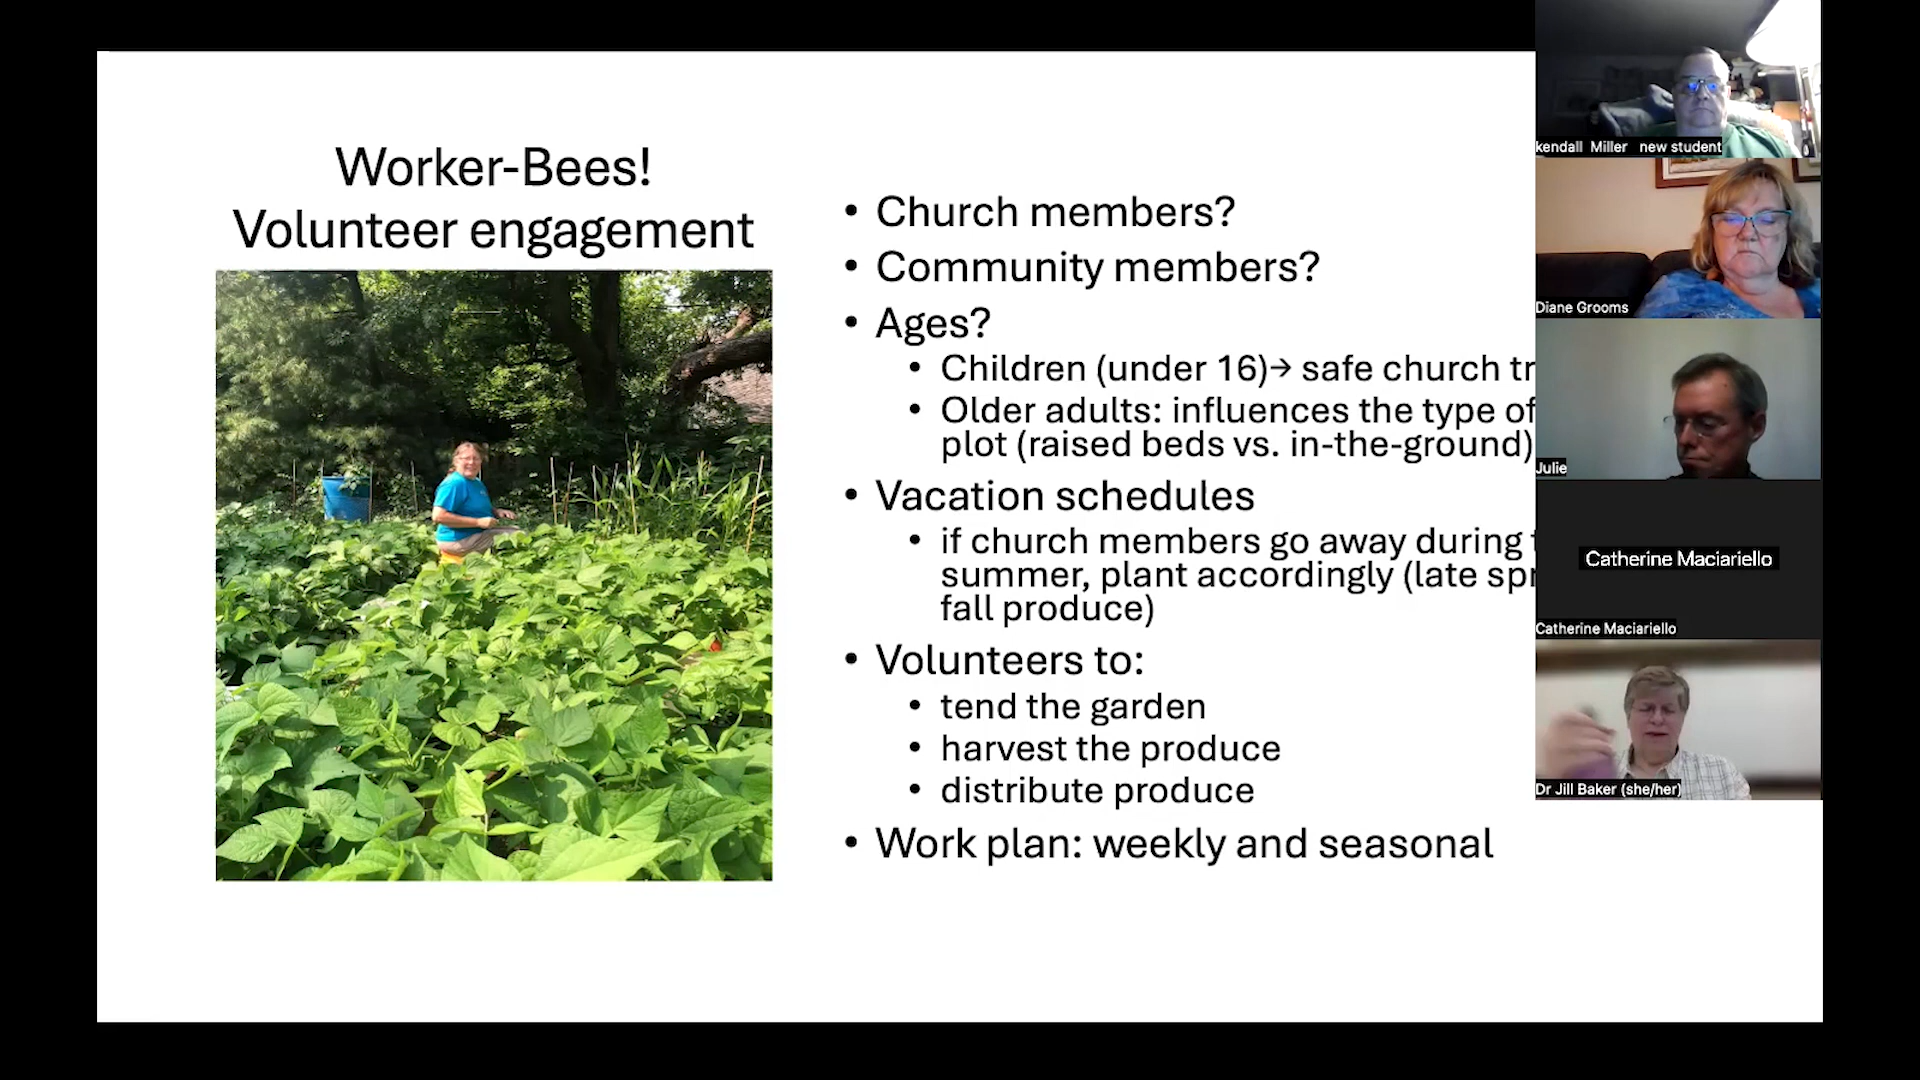 Worker-Bees!
Volunteer engagement
• Church members?
• Community members?
• Ages?
• Children (under 16)→ safe church tr
• Older adults: influences the type of
plot (raised beds vs. in-the-ground)
• Vacation schedules
• if church members go away during
summer, plant accordingly (late spr
fall produce)
• Volunteers to:
• tend the garden
• harvest the produce
• distribute produce
• Work plan: weekly and seasonal
kendall Miller new student
Diane Grooms
Julie
Catherine Maciariello
Catherine Maciariello
Dr Jill Baker (she/her)